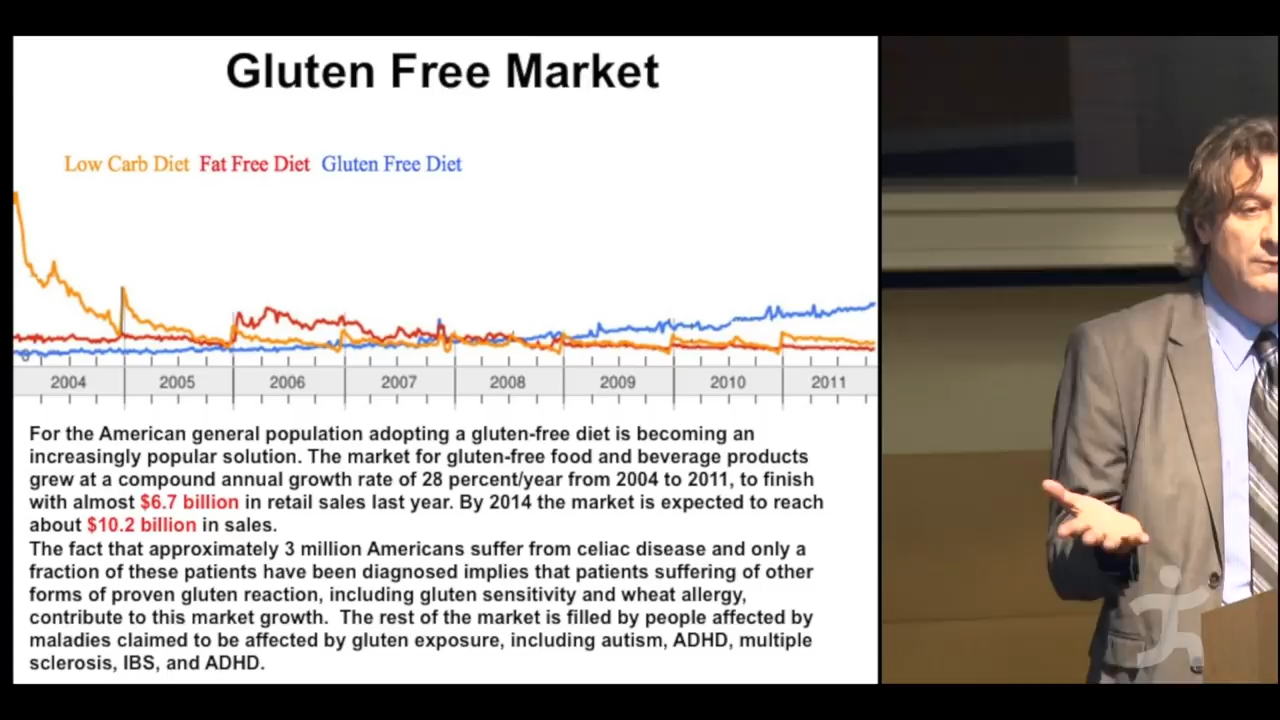 Gluten Free Market
Low Carb Diet Fat Free Diet Gluten Free Diet
0
2004 2005 2006 2007 2008 2009 2010 2011
For the American general population adopting a gluten-free diet is becoming an
increasingly popular solution. The market for gluten-free food and beverage products
grew at a compound annual growth rate of 28 percent/year from 2004 to 2011, to finish
with almost $6.7 billion in retail sales last year. By 2014 the market is expected to reach
about $10.2 billion in sales.
The fact that approximately 3 million Americans suffer from celiac disease and only a
fraction of these patients have been diagnosed implies that patients suffering of other
forms of proven gluten reaction, including gluten sensitivity and wheat allergy,
contribute to this market growth. The rest of the market is filled by people affected by
maladies claimed to be affected by gluten exposure, including autism, ADHD, multiple
sclerosis, IBS, and ADHD.